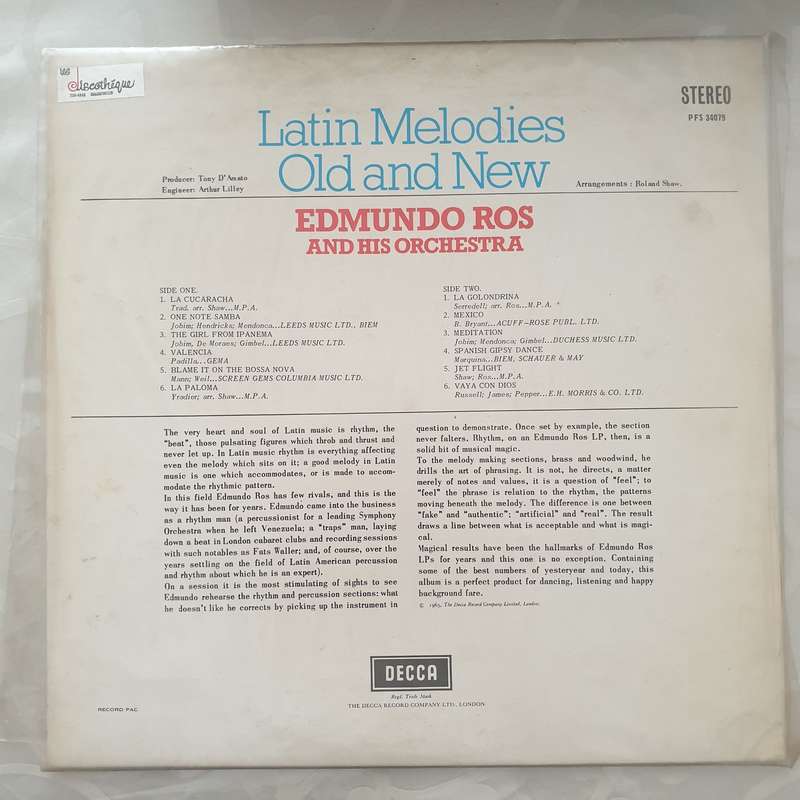 discothéque
STEREO
PFS 34079
Latin Melodies
Old and New
Producer: Tony D'Amato
Engineer: Arthur Lilley
Arrangements : Roland Shaw.
EDMUNDO ROS
AND HIS ORCHESTRA
SIDE ONE.
1. LA CUCARACHA
Trad. arr. Shaw...M.P.A.
2. ONE NOTE SAMBA
Jobim; Hendricks; Mendonca...LEEDS MUSIC LTD., BIEM
3. THE GIRL FROM IPANEMA
Jobim, De Moraes; Gimbel...LEEDS MUSIC LTD.
4. VALENCIA
Padilla...GEMA
5. BLAME IT ON THE BOSSA NOVA
Mann; Weil...SCREEN GEMS COLUMBIA MUSIC LTD.
6. LA PALOMA
Yradier; arr. Shaw...M.P.A.
SIDE TWO.
1. LA GOLONDRINA
Serredell; arr. Ros...M.P.A.
2. MEXICO
B. Bryant...ACUFF-ROSE PUBL. LTD.
3. MEDITATION
Jobim; Mendonca; Gimbel...DUCHESS MUSIC LTD.
4. SPANISH GIPSY DANCE
Marquina...BIEM, SCHAUER & MAY
5. JET FLIGHT
Shaw; Ros...M.P.A.
6. VAYA CON DIOS
Russell; James; Pepper...E.H. MORRIS & CO. LTD.
The very heart and soul of Latin music is rhythm, the
"beat", those pulsating figures which throb and thrust and
never let up. In Latin music rhythm is everything affecting
even the melody which sits on it; a good melody in Latin
music is one which accommodates, or is made to accom-
modate the rhythmic pattern.
In this field Edmundo Ros has few rivals, and this is the
way it has been for years. Edmundo came into the business
as a rhythm man (a percussionist for a leading Symphony
Orchestra when he left Venezuela; a "traps" man, laying
down a beat in London cabaret clubs and recording sessions
with such notables as Fats Waller; and, of course, over the
years settling on the field of Latin American percussion
and rhythm about which he is an expert).
On a session it is the most stimulating of sights to see
Edmundo rehearse the rhythm and percussion sections: what
he doesn't like he corrects by picking up the instrument in
question to demonstrate. Once set by example, the section
never falters. Rhythm, on an Edmundo Ros LP, then, is a
solid bit of musical magic.
To the melody making sections, brass and woodwind, he
drills the art of phrasing. It is not, he directs, a matter
merely of notes and values, it is a question of "feel"; to
"feel" the phrase is relation to the rhythm, the patterns
moving beneath the melody. The difference is one between
"fake" and "authentic"; "artificial" and "real". The result
draws a line between what is acceptable and what is magi-
cal.
Magical results have been the hallmarks of Edmundo Ros
LPs for years and this one is no exception. Containing
some of the best numbers of yesteryear and today, this
album is a perfect product for dancing, listening and happy
background fare.
© 1965, The Decca Record Company Limited, London.
DECCA
Regd. Trade Mark
THE DECCA RECORD COMPANY LTD. LONDON
RECORD PAC